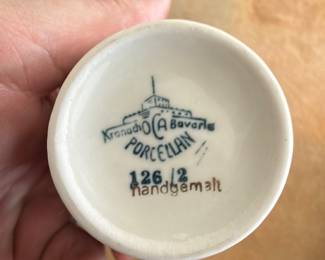 Kronach OCA Bavaria
PORCELLAN
126/2
handgemalt